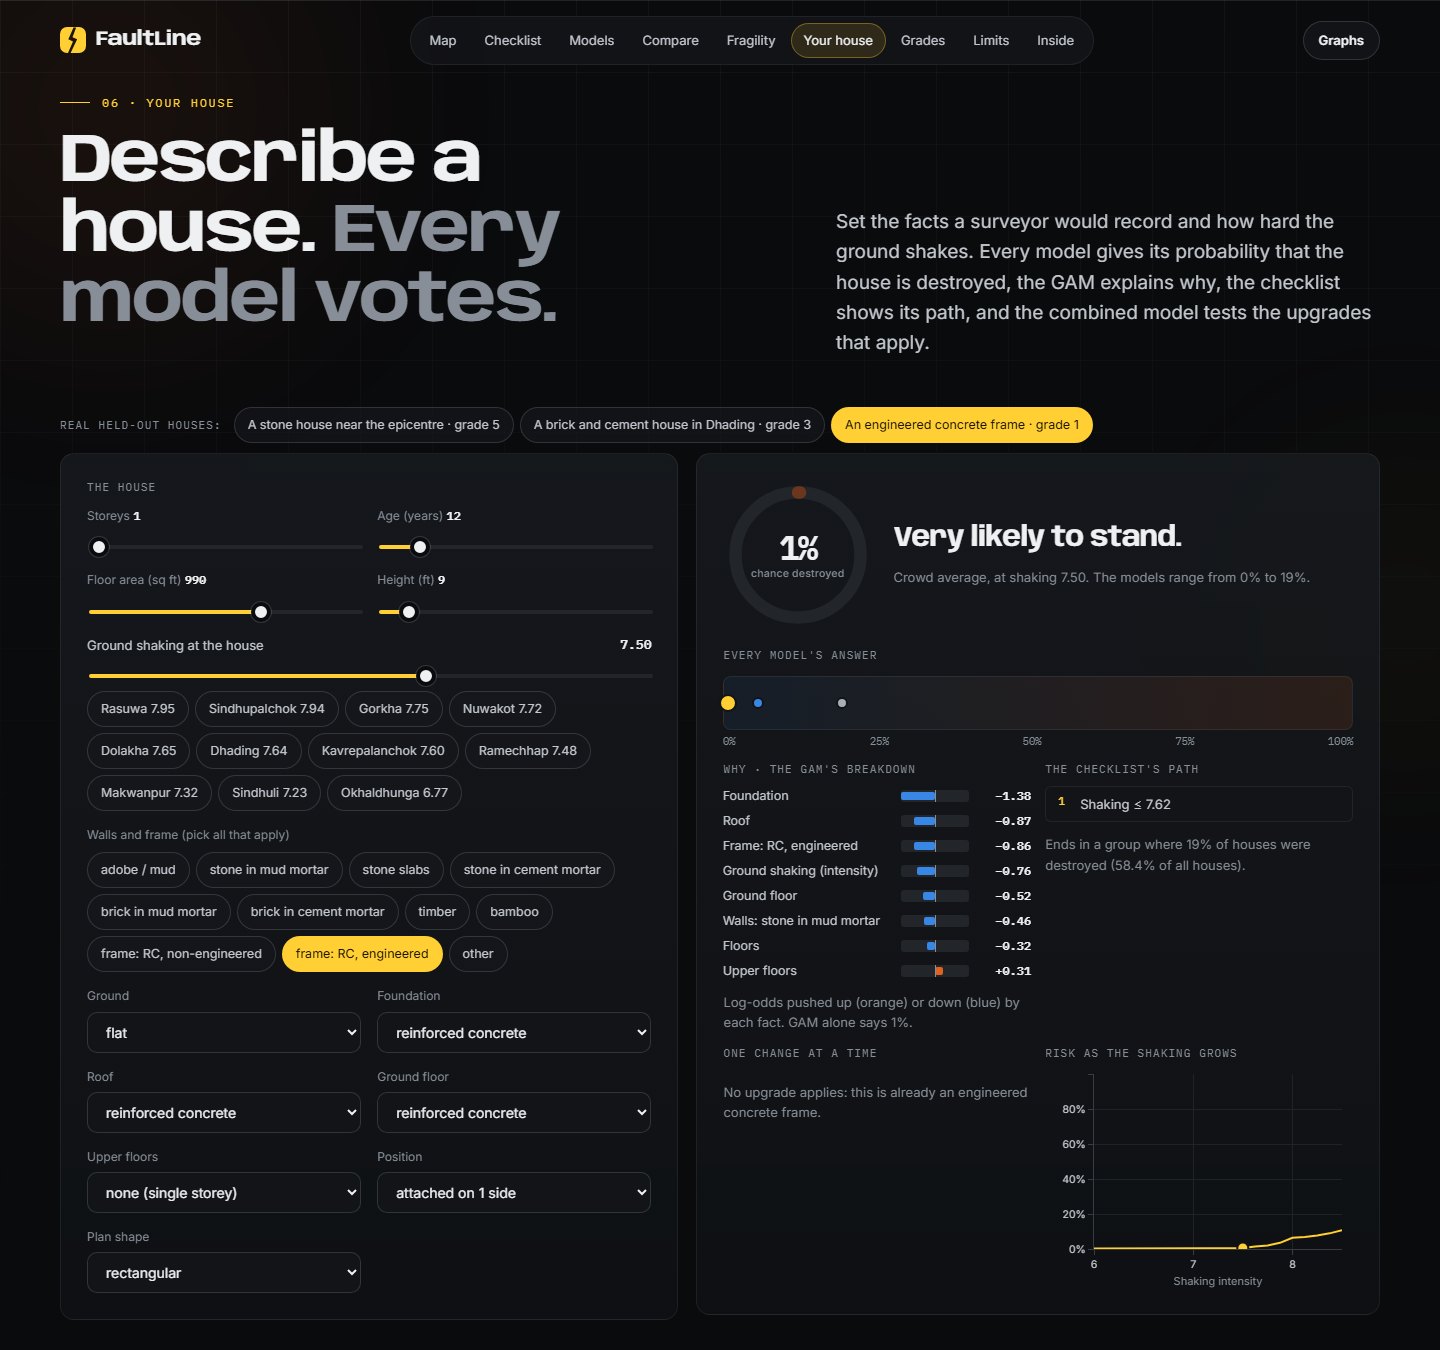 FaultLine
Map Checklist Models Compare Fragility Your house Grades Limits Inside
Graphs
06 · YOUR HOUSE
Describe a
house. Every
model votes.
Set the facts a surveyor would record and how hard the
ground shakes. Every model gives its probability that the
house is destroyed, the GAM explains why, the checklist
shows its path, and the combined model tests the upgrades
that apply.
REAL HELD-OUT HOUSES: A stone house near the epicentre · grade 5 A brick and cement house in Dhading · grade 3 An engineered concrete frame · grade 1
THE HOUSE
Storeys 1 Age (years) 12
Floor area (sq ft) 990 Height (ft) 9
Ground shaking at the house 7.50
Rasuwa 7.95 Sindhupalchok 7.94 Gorkha 7.75 Nuwakot 7.72
Dolakha 7.65 Dhading 7.64 Kavrepalanchok 7.60 Ramechhap 7.48
Makwanpur 7.32 Sindhuli 7.23 Okhaldhunga 6.77
Walls and frame (pick all that apply)
adobe / mud stone in mud mortar stone slabs stone in cement mortar
brick in mud mortar brick in cement mortar timber bamboo
frame: RC, non-engineered frame: RC, engineered other
Ground Foundation
flat reinforced concrete
Roof Ground floor
reinforced concrete reinforced concrete
Upper floors Position
none (single storey) attached on 1 side
Plan shape
rectangular
1%
chance destroyed
Very likely to stand.
Crowd average, at shaking 7.50. The models range from 0% to 19%.
EVERY MODEL'S ANSWER
0% 25% 50% 75% 100%
WHY · THE GAM'S BREAKDOWN
Foundation −1.38
Roof −0.87
Frame: RC, engineered −0.86
Ground shaking (intensity) −0.76
Ground floor −0.52
Walls: stone in mud mortar −0.46
Floors −0.32
Upper floors +0.31
Log-odds pushed up (orange) or down (blue) by
each fact. GAM alone says 1%.
THE CHECKLIST'S PATH
1 Shaking ≤ 7.62
Ends in a group where 19% of houses were
destroyed (58.4% of all houses).
ONE CHANGE AT A TIME
No upgrade applies: this is already an engineered
concrete frame.
RISK AS THE SHAKING GROWS
80%
60%
40%
20%
0%
6 7 8
Shaking intensity